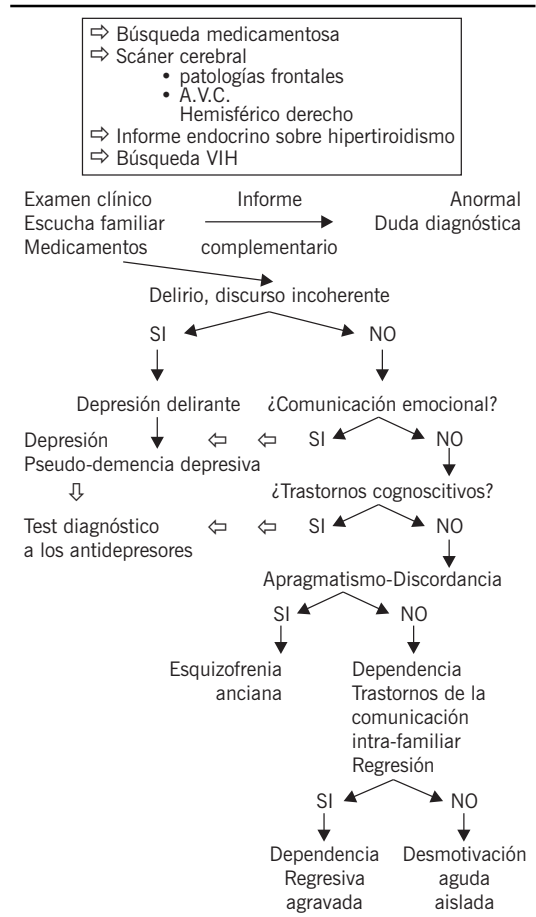 ⇨ Búsqueda medicamentosa
⇨ Scáner cerebral
• patologías frontales
• A.V.C.
Hemisférico derecho
⇨ Informe endocrino sobre hipertiroidismo
⇨ Búsqueda VIH
Examen clínico Informe Anormal
Escucha familiar Duda diagnóstica
Medicamentos complementario
Delirio, discurso incoherente
SI NO
Depresión delirante ¿Comunicación emocional?
Depresión SI NO
Pseudo-demencia depresiva
¿Trastornos cognoscitivos?
Test diagnóstico SI NO
a los antidepresores
Apragmatismo-Discordancia
SI NO
Esquizofrenia Dependencia
anciana Trastornos de la
comunicación
intra-familiar
Regresión
SI NO
Dependencia Desmotivación
Regresiva aguda
agravada aislada